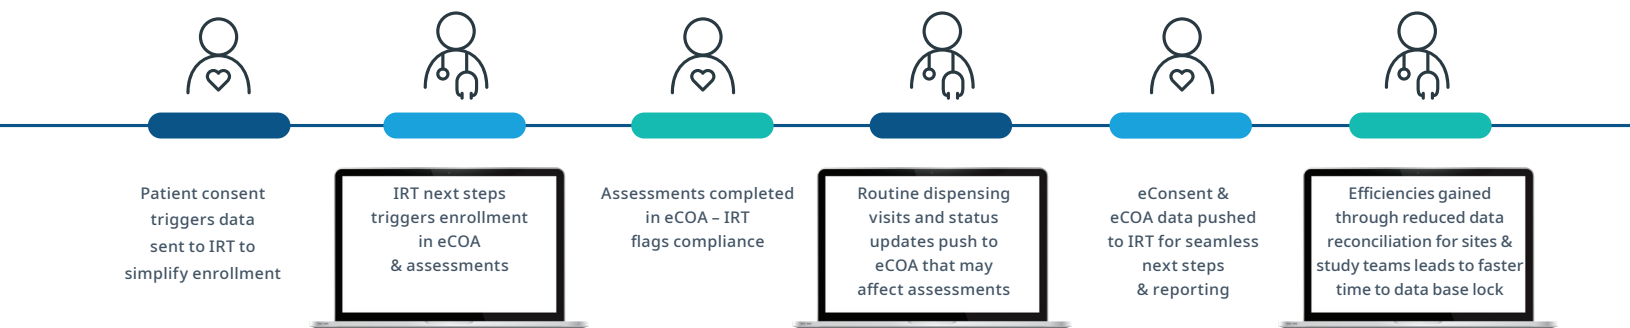 Patient consent
triggers data
sent to IRT to
simplify enrollment
IRT next steps
triggers enrollment
in eCOA
& assessments
Assessments completed
in eCOA – IRT
flags compliance
Routine dispensing
visits and status
updates push to
eCOA that may
affect assessments
eConsent &
eCOA data pushed
to IRT for seamless
next steps
& reporting
Efficiencies gained
through reduced data
reconciliation for sites &
study teams leads to faster
time to data base lock